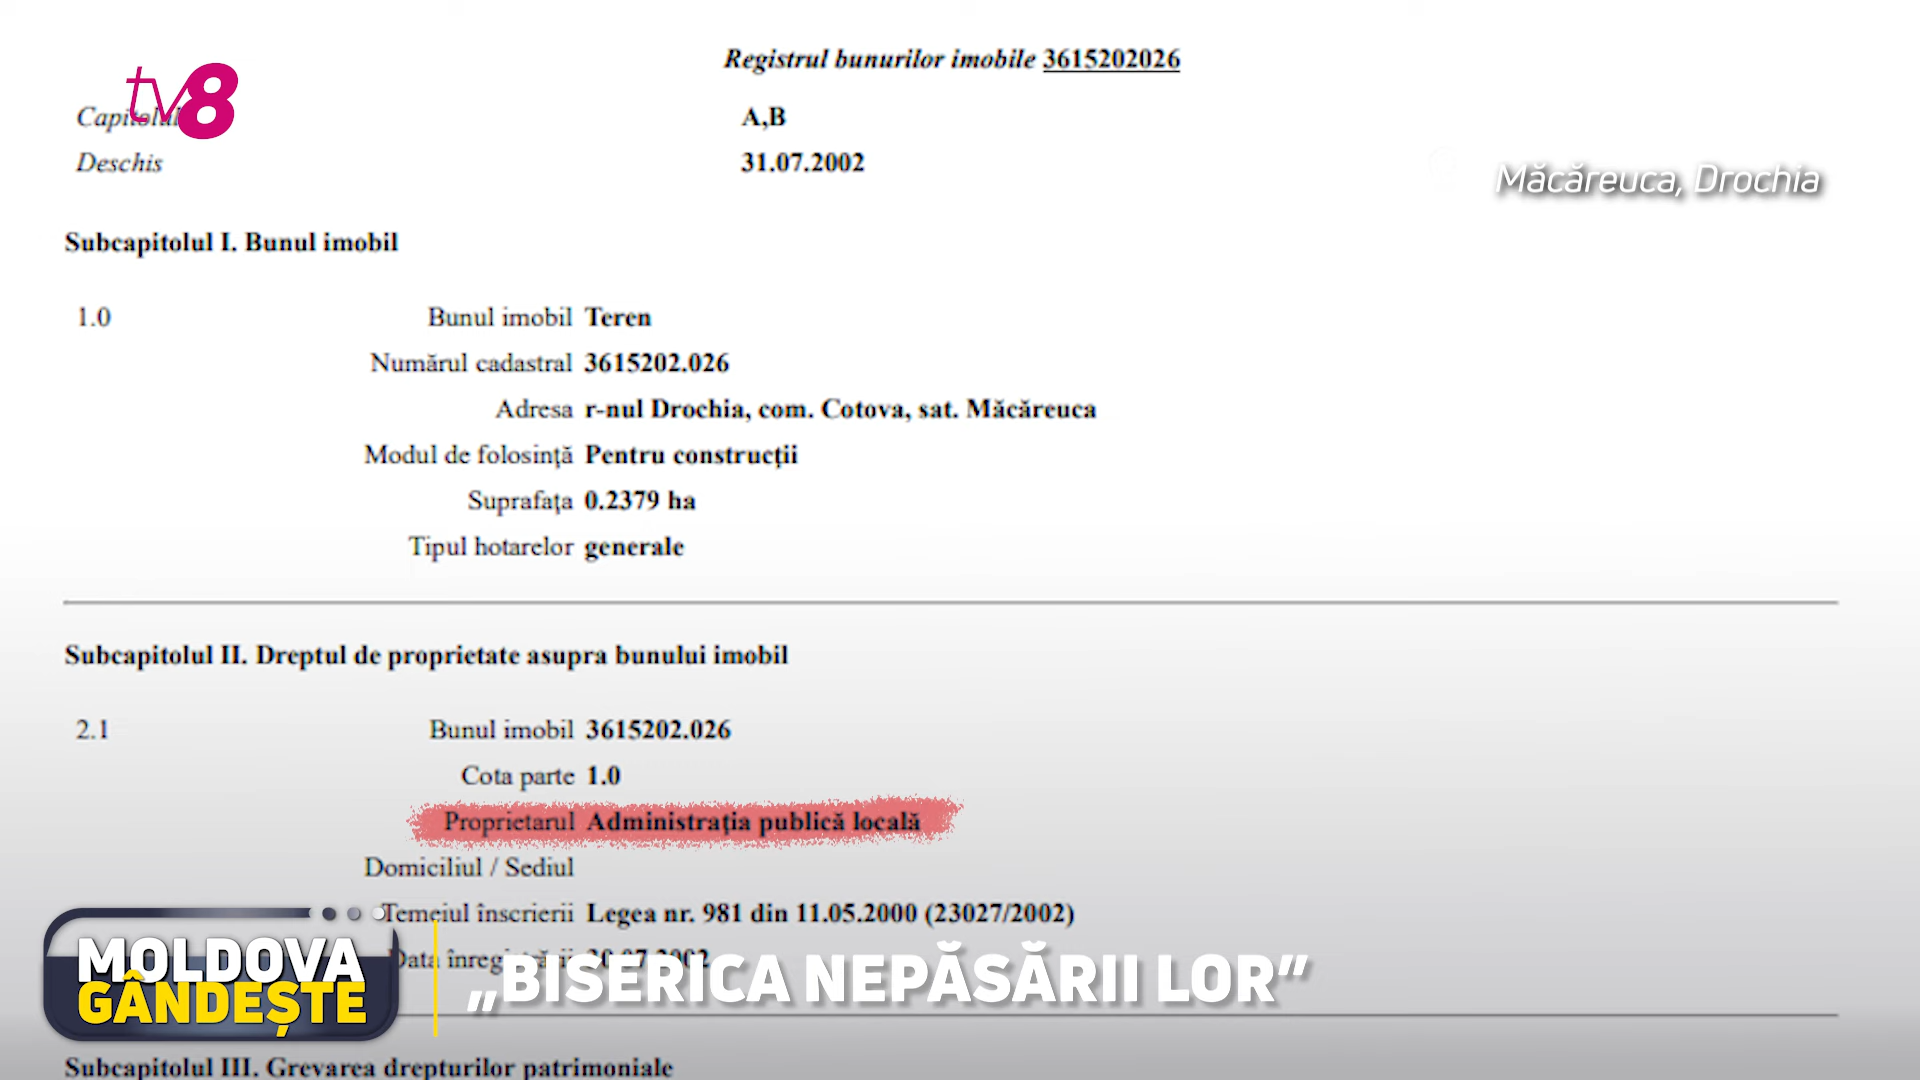 Registrul bunurilor imobile 3615202026
tv8
Capitolul A,B
Deschis 31.07.2002
Măcăreuca, Drochia
Subcapitolul I. Bunul imobil
1.0 Bunul imobil Teren
Numărul cadastral 3615202.026
Adresa r-nul Drochia, com. Cotova, sat. Măcăreuca
Modul de folosință Pentru construcții
Suprafața 0.2379 ha
Tipul hotarelor generale
Subcapitolul II. Dreptul de proprietate asupra bunului imobil
2.1 Bunul imobil 3615202.026
Cota parte 1.0
Proprietarul Administrația publică locală
Domiciliul / Sediul
Temeiul înscrierii Legea nr. 981 din 11.05.2000 (23027/2002)
Data
MOLDOVA
GÂNDEȘTE
„BISERICA NEPĂSĂRII LOR”
Subcapitolul III. Grevarea drepturilor patrimoniale